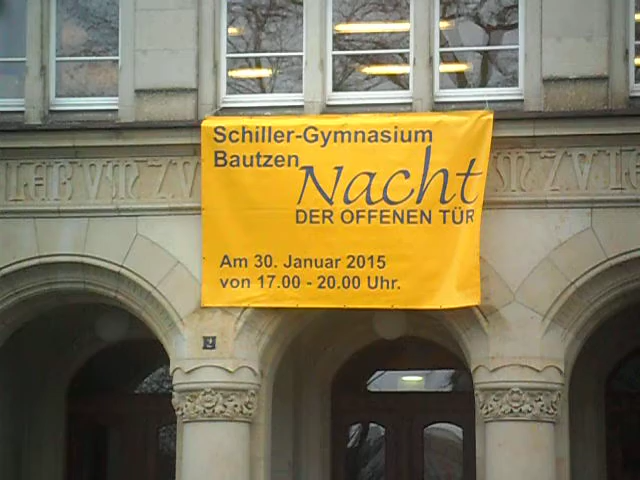 Schiller-Gymnasium
Bautzen
Nacht
DER OFFENEN TÜR
Am 30. Januar 2015
von 17.00 - 20.00 Uhr.